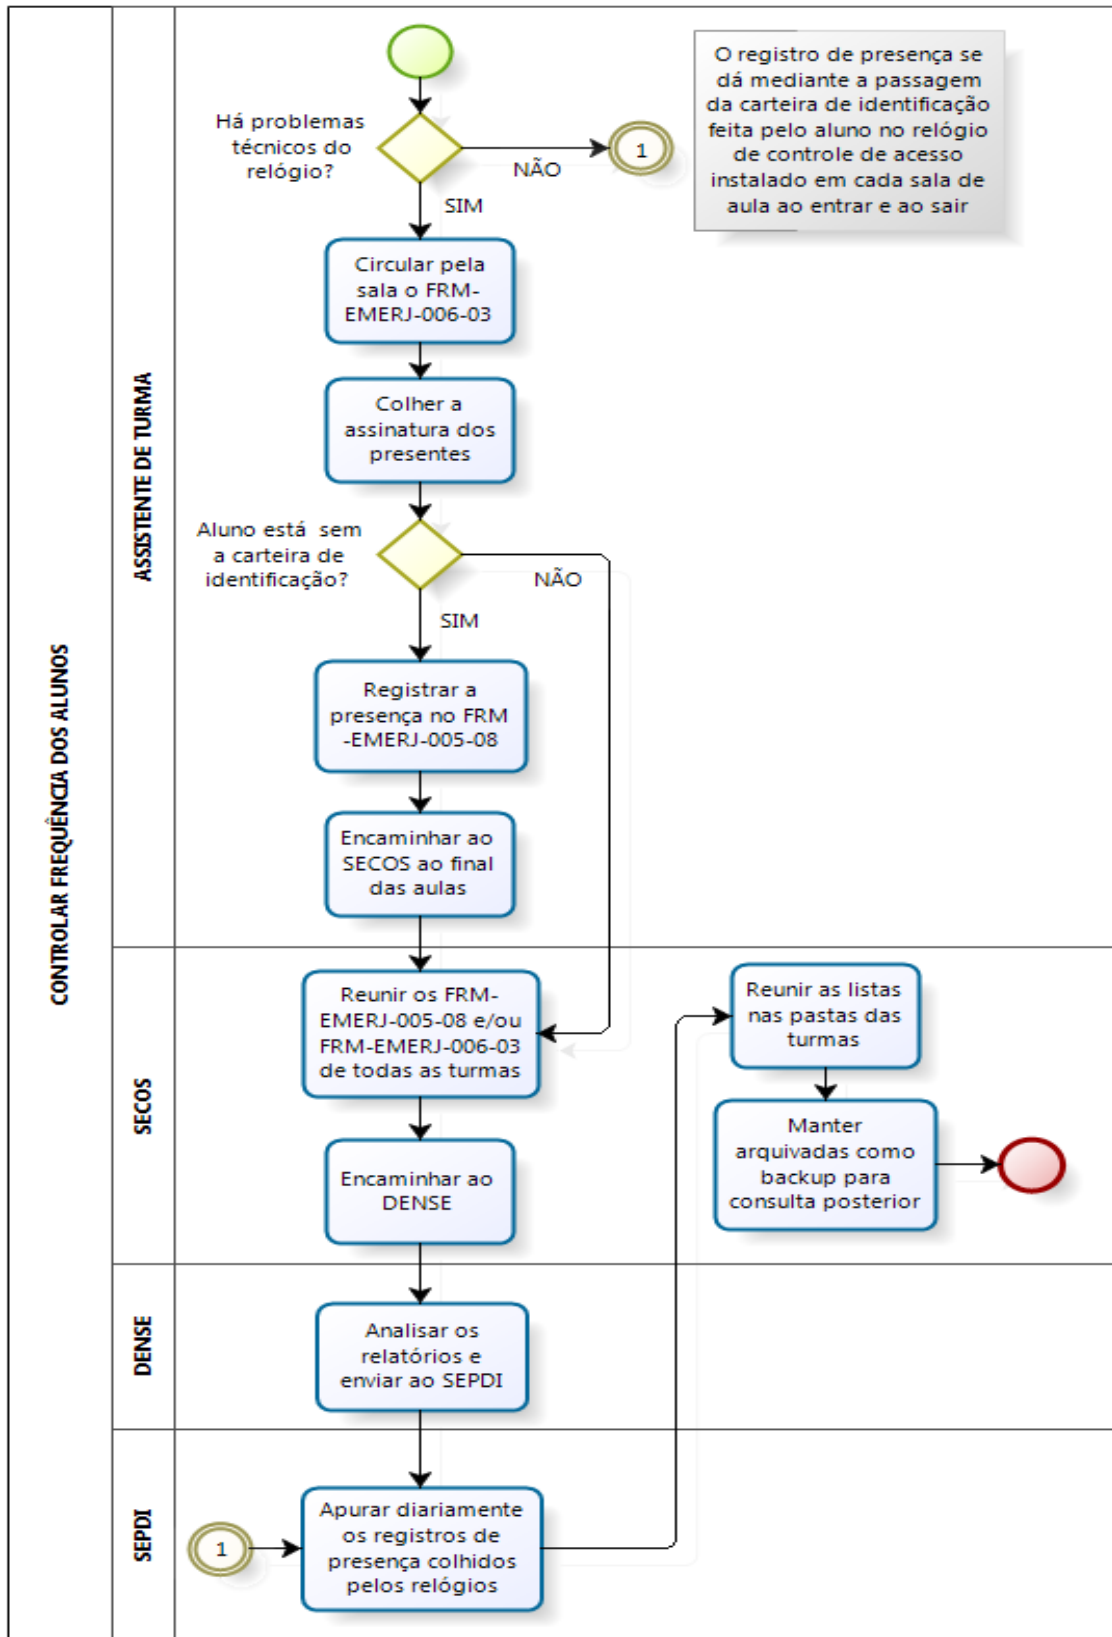 CONTROLAR FREQUÊNCIA DOS ALUNOS
ASSISTENTE DE TURMA
Há problemas
técnicos do
relógio?
NÃO
1
SIM
O registro de presença se
dá mediante a passagem
da carteira de identificação
feita pelo aluno no relógio
de controle de acesso
instalado em cada sala de
aula ao entrar e ao sair
Circular pela
sala o FRM-
EMERJ-006-03
Colher a
assinatura dos
presentes
Aluno está sem
a carteira de
identificação?
NÃO
SIM
Registrar a
presença no FRM
-EMERJ-005-08
Encaminhar ao
SECOS ao final
das aulas
SECOS
Reunir os FRM-
EMERJ-005-08 e/ou
FRM-EMERJ-006-03
de todas as turmas
Encaminhar ao
DENSE
Reunir as listas
nas pastas das
turmas
Manter
arquivadas como
backup para
consulta posterior
DENSE
Analisar os
relatórios e
enviar ao SEPDI
SEPDI
1
Apurar diariamente
os registros de
presença colhidos
pelos relógios